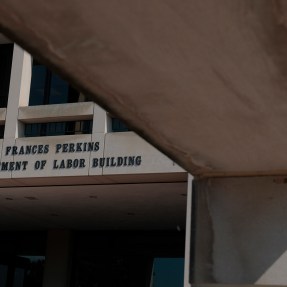 FRANCES PERKINS
MENT OF LABOR BUILDING